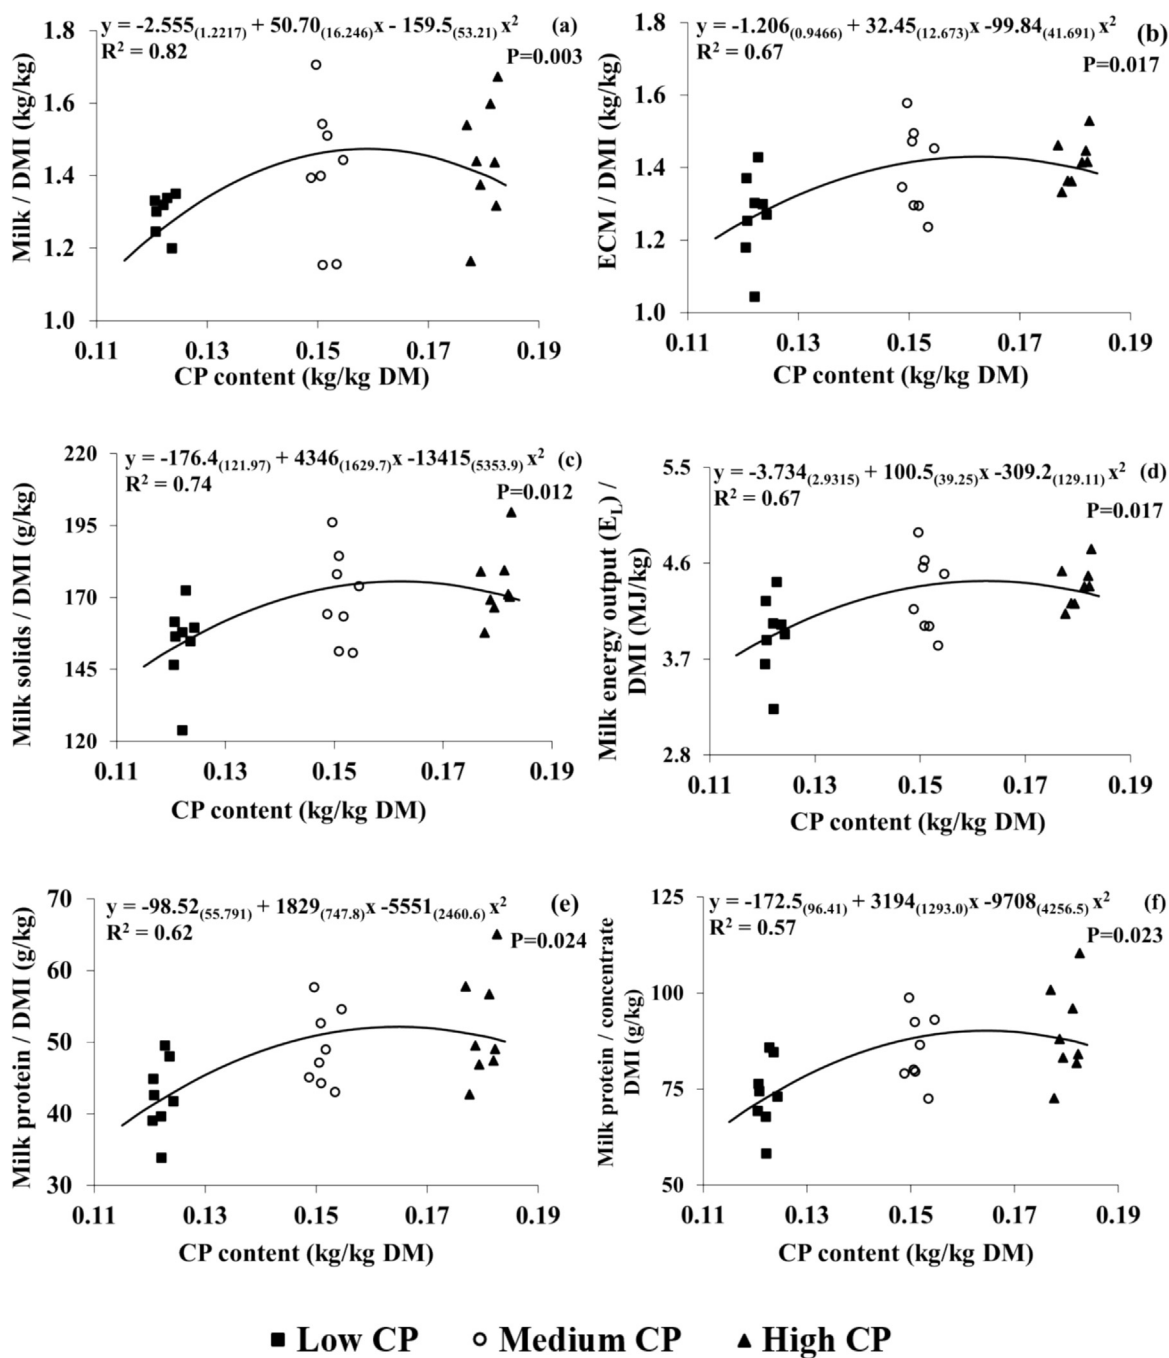 y = -2.555(1.2217) + 50.70(16.246)x - 159.5(53.21) x² (a)
R² = 0.82
P=0.003
1.8
1.6
1.4
1.2
1.0
Milk / DMI (kg/kg)
0.11 0.13 0.15 0.17 0.19
CP content (kg/kg DM)
y = -1.206(0.9466) + 32.45(12.673)x -99.84(41.691) x²
(b)
R² = 0.67
P=0.017
1.8
1.6
1.4
1.2
1.0
ECM / DMI (kg/kg)
0.11 0.13 0.15 0.17 0.19
CP content (kg/kg DM)
y = -176.4(121.97) + 4346(1629.7)x -13415(5353.9) x² (c)
R² = 0.74
P=0.012
220
195
170
145
120
Milk solids / DMI (g/kg)
0.11 0.13 0.15 0.17 0.19
CP content (kg/kg DM)
y = -3.734(2.9315) + 100.5(39.25)x -309.2(129.11) x² (d)
R² = 0.67
P=0.017
5.5
4.6
3.7
2.8
Milk energy output (EL) /
DMI (MJ/kg)
0.11 0.13 0.15 0.17 0.19
CP content (kg/kg DM)
y = -98.52(55.791) + 1829(747.8)x -5551(2460.6) x² (e)
R² = 0.62
P=0.024
70
60
50
40
30
Milk protein / DMI (g/kg)
0.11 0.13 0.15 0.17 0.19
CP content (kg/kg DM)
y = -172.5(96.41) + 3194(1293.0)x -9708(4256.5) x² (f)
R² = 0.57
P=0.023
125
100
75
50
Milk protein / concentrate
DMI (g/kg)
0.11 0.13 0.15 0.17 0.19
CP content (kg/kg DM)
Low CP Medium CP High CP